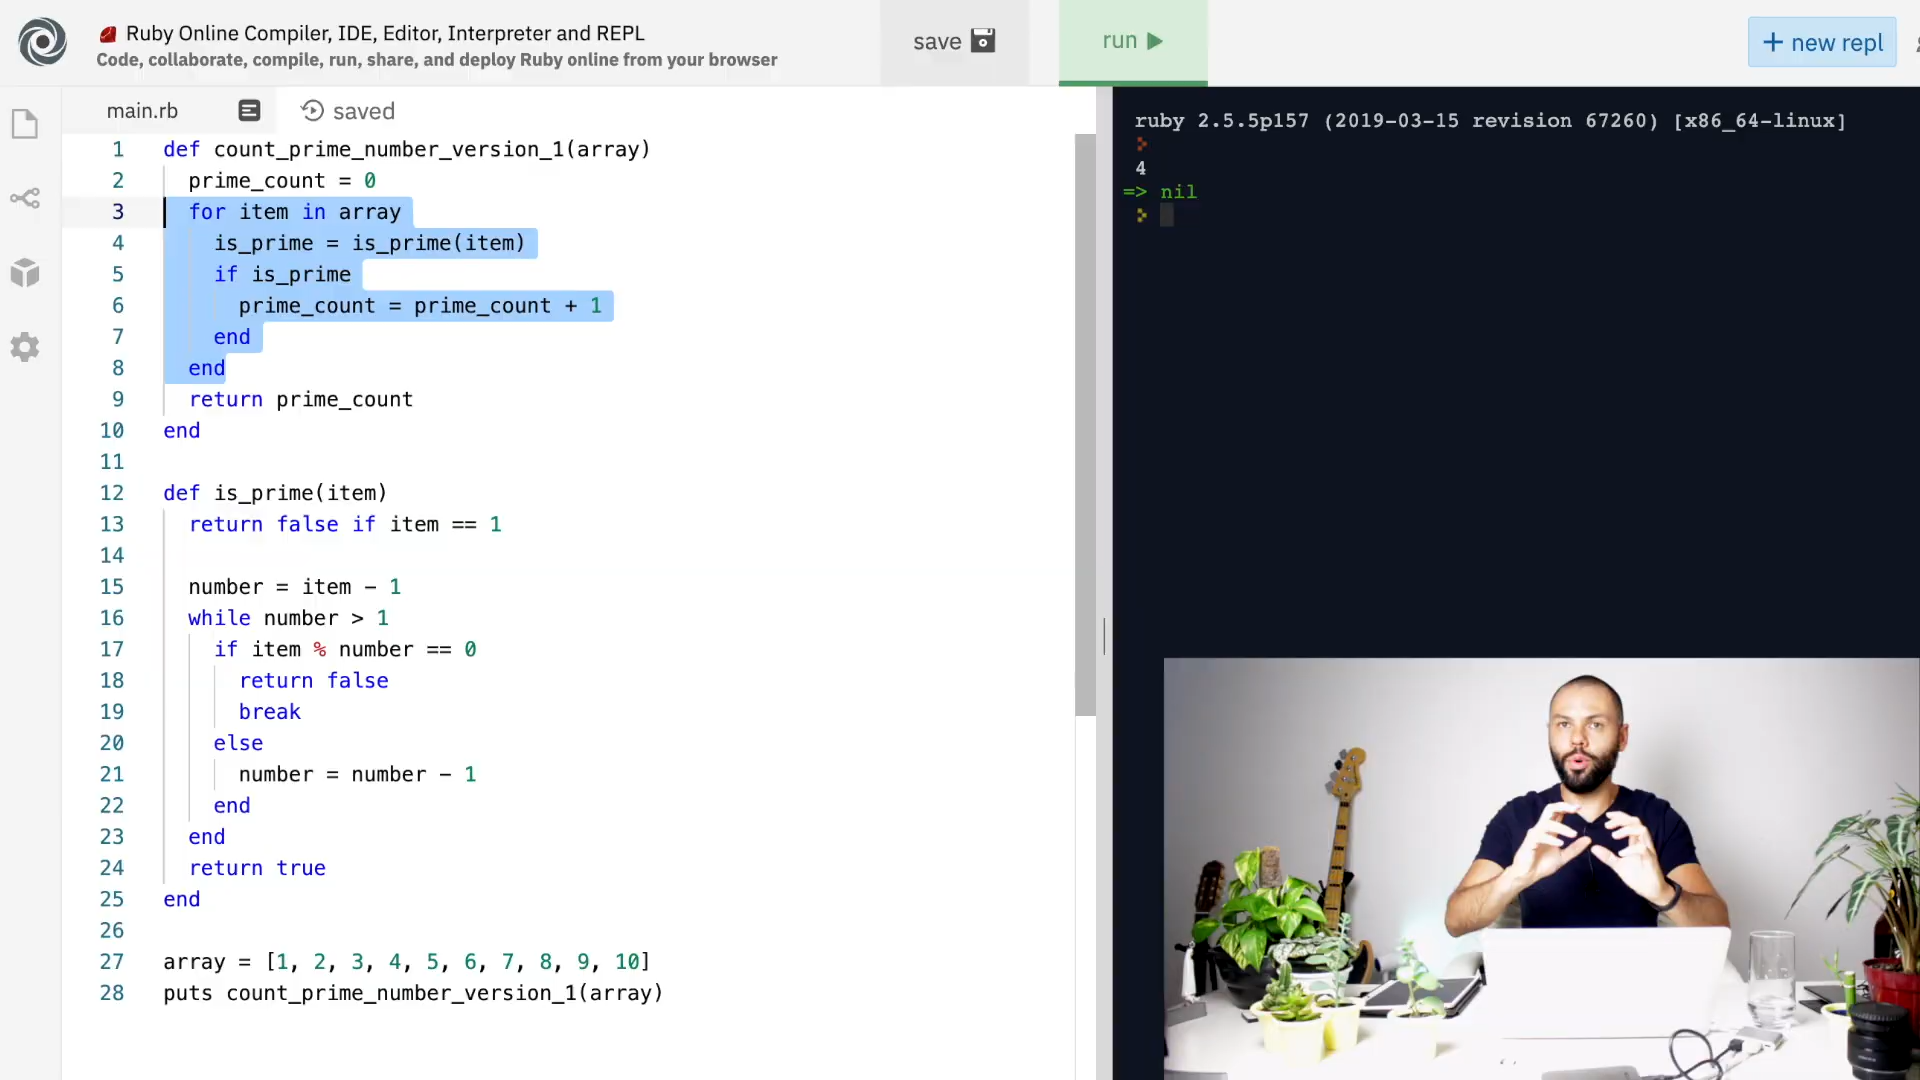 Ruby Online Compiler, IDE, Editor, Interpreter and REPL
Code, collaborate, compile, run, share, and deploy Ruby online from your browser
save
run
+ new repl
main.rb
saved
1 def count_prime_number_version_1(array)
2 prime_count = 0
3 for item in array
4 is_prime = is_prime(item)
5 if is_prime
6 prime_count = prime_count + 1
7 end
8 end
9 return prime_count
10 end
11
12 def is_prime(item)
13 return false if item == 1
14
15 number = item - 1
16 while number > 1
17 if item % number == 0
18 return false
19 break
20 else
21 number = number - 1
22 end
23 end
24 return true
25 end
26
27 array = [1, 2, 3, 4, 5, 6, 7, 8, 9, 10]
28 puts count_prime_number_version_1(array)
ruby 2.5.5p157 (2019-03-15 revision 67260) [x86_64-linux]
4
=> nil